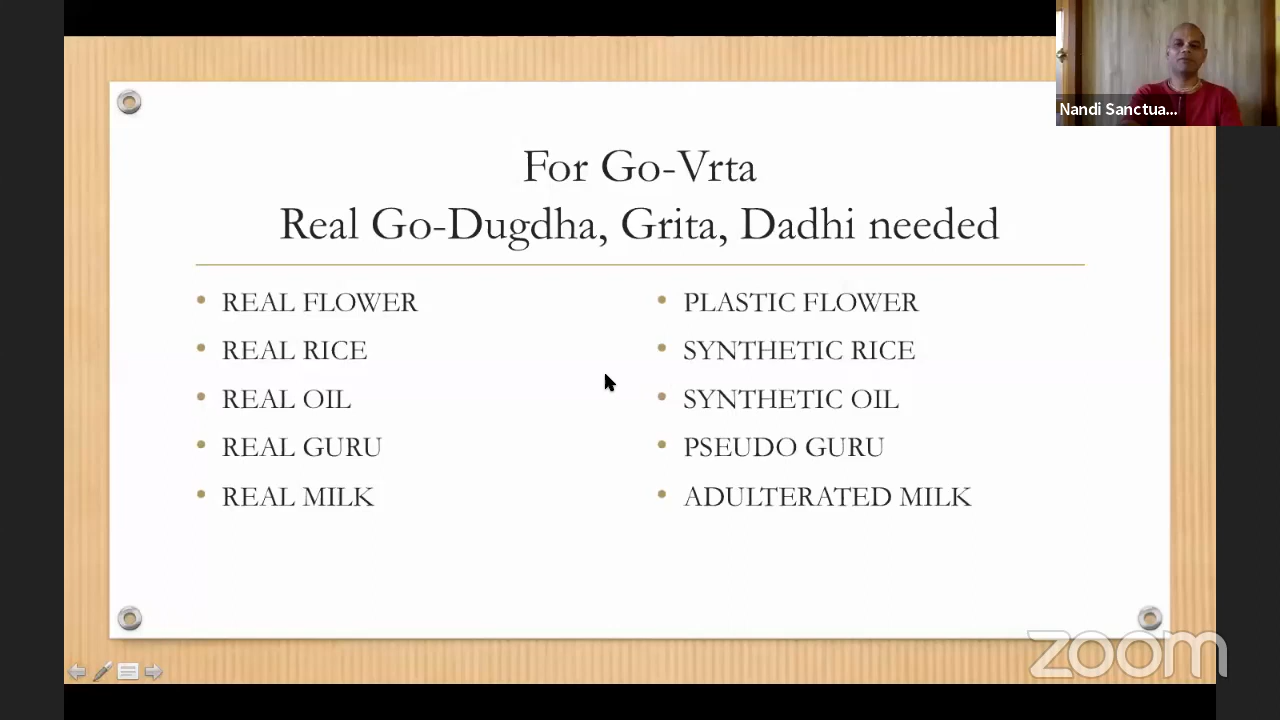 Nandi Sanctua...
For Go-Vrta
Real Go-Dugdha, Grita, Dadhi needed
• REAL FLOWER
• REAL RICE
• REAL OIL
• REAL GURU
• REAL MILK
• PLASTIC FLOWER
• SYNTHETIC RICE
• SYNTHETIC OIL
• PSEUDO GURU
• ADULTERATED MILK
zoom